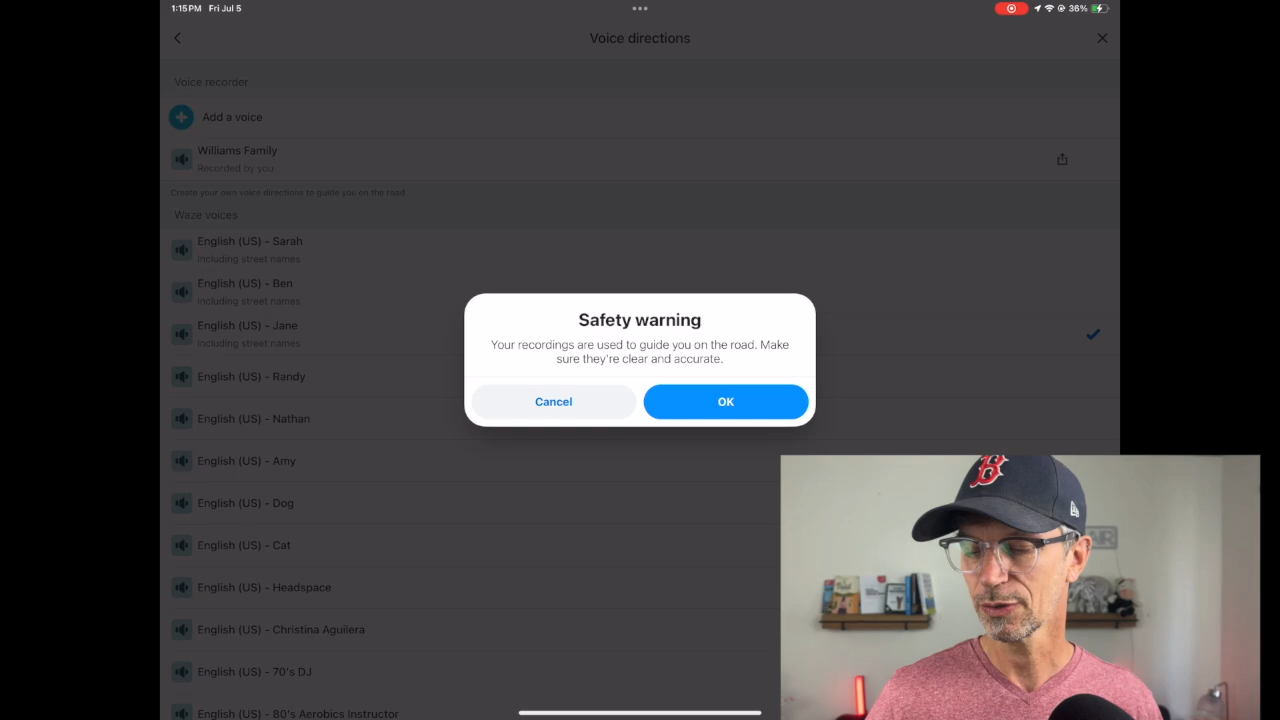 1:15 PM Fri Jul 5
36%
Voice directions
Voice recorder
Add a voice
Williams Family
Recorded by you
Create your own voice directions to guide you on the road
Waze voices
English (US) - Sarah
Including street names
English (US) - Ben
Including street names
English (US) - Jane
Including street names
English (US) - Randy
English (US) - Nathan
English (US) - Amy
English (US) - Dog
English (US) - Cat
English (US) - Headspace
English (US) - Christina Aguilera
English (US) - 70's DJ
English (US) - 80's Aerobics Instructor
Safety warning
Your recordings are used to guide you on the road. Make
sure they're clear and accurate.
Cancel
OK
B